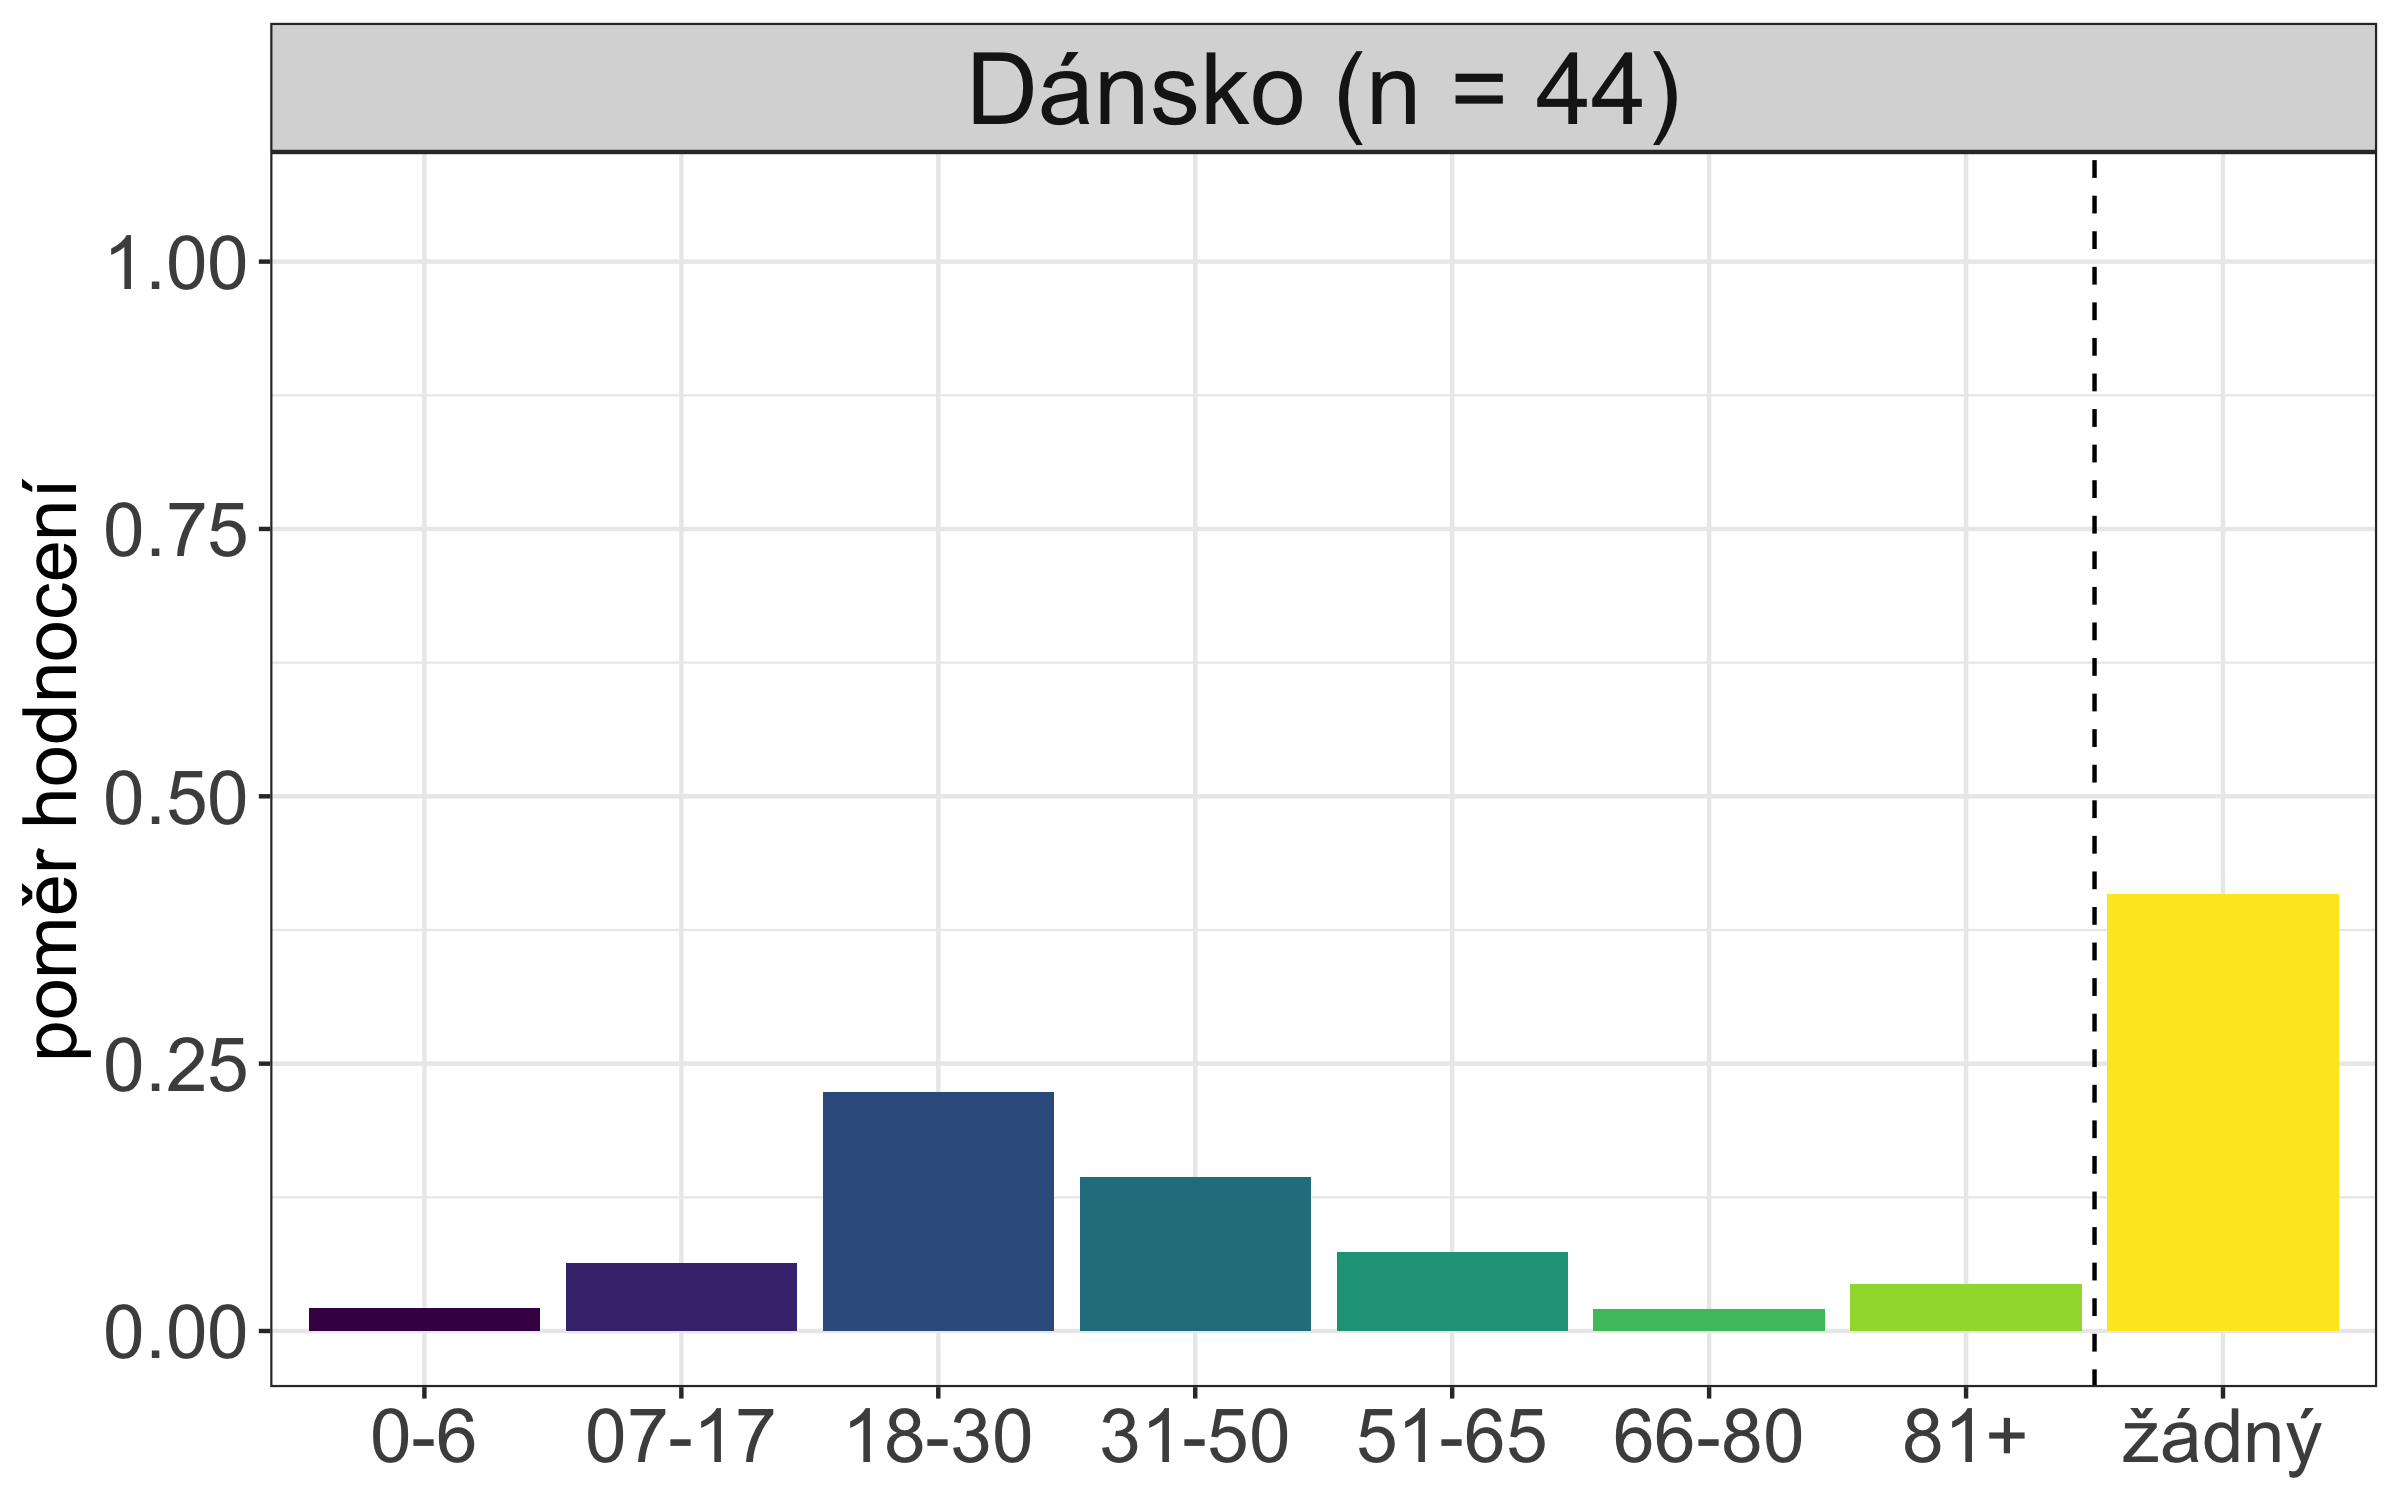 Dánsko (n = 44)
poměr hodnocení
1.00
0.75
0.50
0.25
0.00
0-6 07-17 18-30 31-50 51-65 66-80 81+ žádný